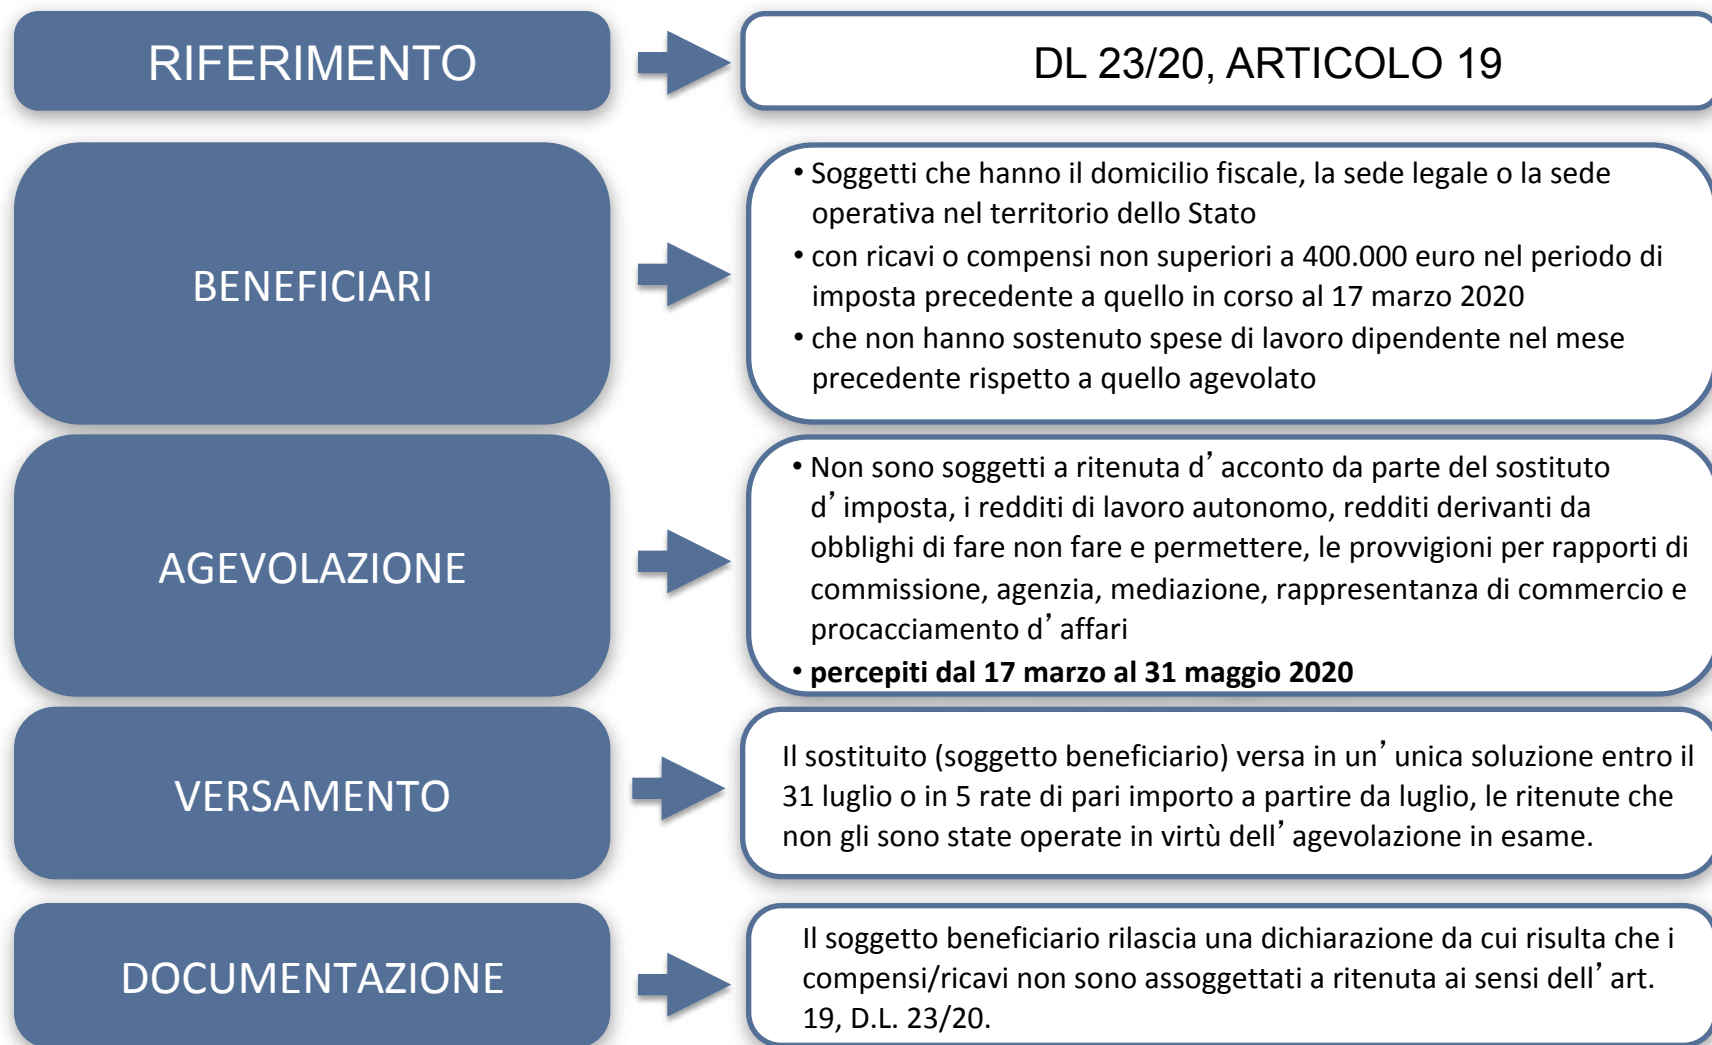 RIFERIMENTO
DL 23/20, ARTICOLO 19
BENEFICIARI
• Soggetti che hanno il domicilio fiscale, la sede legale o la sede
operativa nel territorio dello Stato
• con ricavi o compensi non superiori a 400.000 euro nel periodo di
imposta precedente a quello in corso al 17 marzo 2020
• che non hanno sostenuto spese di lavoro dipendente nel mese
precedente rispetto a quello agevolato
AGEVOLAZIONE
• Non sono soggetti a ritenuta d’ acconto da parte del sostituto
d’ imposta, i redditi di lavoro autonomo, redditi derivanti da
obblighi di fare non fare e permettere, le provvigioni per rapporti di
commissione, agenzia, mediazione, rappresentanza di commercio e
procacciamento d’ affari
• percepiti dal 17 marzo al 31 maggio 2020
VERSAMENTO
Il sostituito (soggetto beneficiario) versa in un’ unica soluzione entro il
31 luglio o in 5 rate di pari importo a partire da luglio, le ritenute che
non gli sono state operate in virtù dell’ agevolazione in esame.
DOCUMENTAZIONE
Il soggetto beneficiario rilascia una dichiarazione da cui risulta che i
compensi/ricavi non sono assoggettati a ritenuta ai sensi dell’ art.
19, D.L. 23/20.